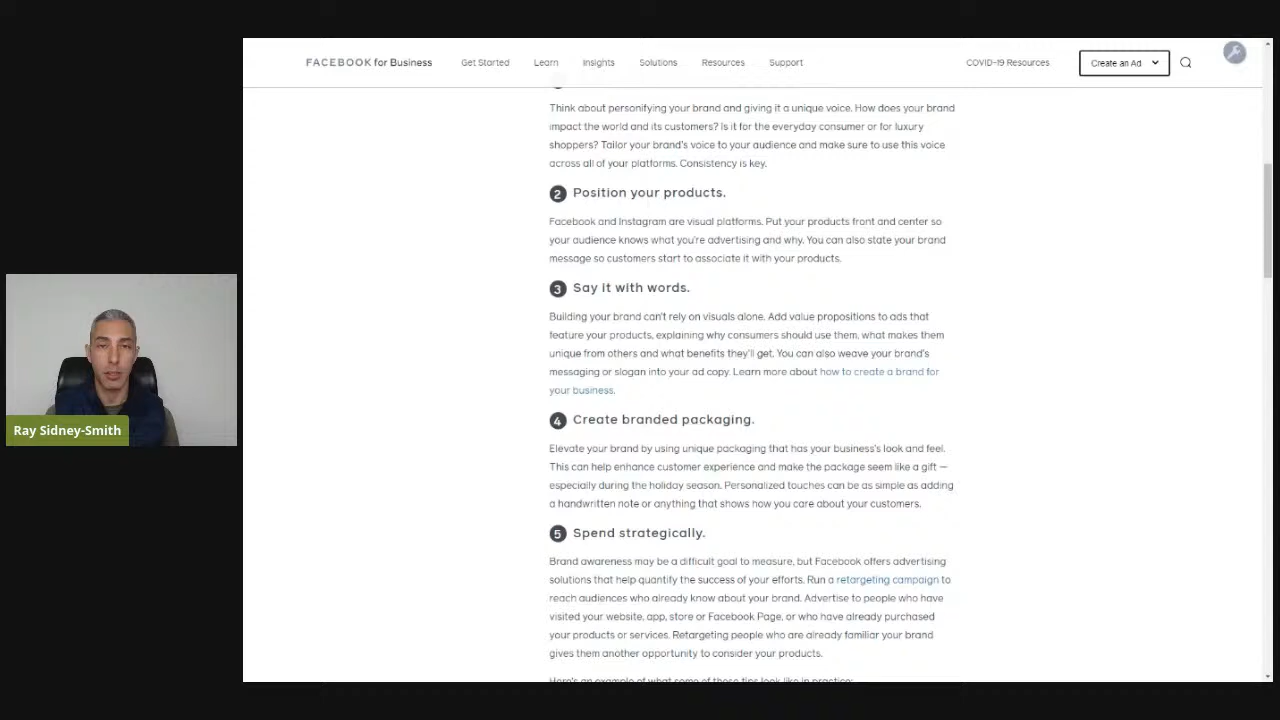 FACEBOOK for Business Get Started Learn Insights Solutions Resources Support COVID-19 Resources Create an Ad
Think about personifying your brand and giving it a unique voice. How does your brand
impact the world and its customers? Is it for the everyday consumer or for luxury
shoppers? Tailor your brand's voice to your audience and make sure to use this voice
across all of your platforms. Consistency is key.
2 Position your products.
Facebook and Instagram are visual platforms. Put your products front and center so
your audience knows what you're advertising and why. You can also state your brand
message so customers start to associate it with your products.
3 Say it with words.
Building your brand can't rely on visuals alone. Add value propositions to ads that
feature your products, explaining why consumers should use them, what makes them
unique from others and what benefits they'll get. You can also weave your brand's
messaging or slogan into your ad copy. Learn more about how to create a brand for
your business.
4 Create branded packaging.
Elevate your brand by using unique packaging that has your business's look and feel.
This can help enhance customer experience and make the package seem like a gift —
especially during the holiday season. Personalized touches can be as simple as adding
a handwritten note or anything that shows how you care about your customers.
5 Spend strategically.
Brand awareness may be a difficult goal to measure, but Facebook offers advertising
solutions that help quantify the success of your efforts. Run a retargeting campaign to
reach audiences who already know about your brand. Advertise to people who have
visited your website, app, store or Facebook Page, or who have already purchased
your products or services. Retargeting people who are already familiar your brand
gives them another opportunity to consider your products.
Here's an example of what some of these tips look like in practice:
Ray Sidney-Smith